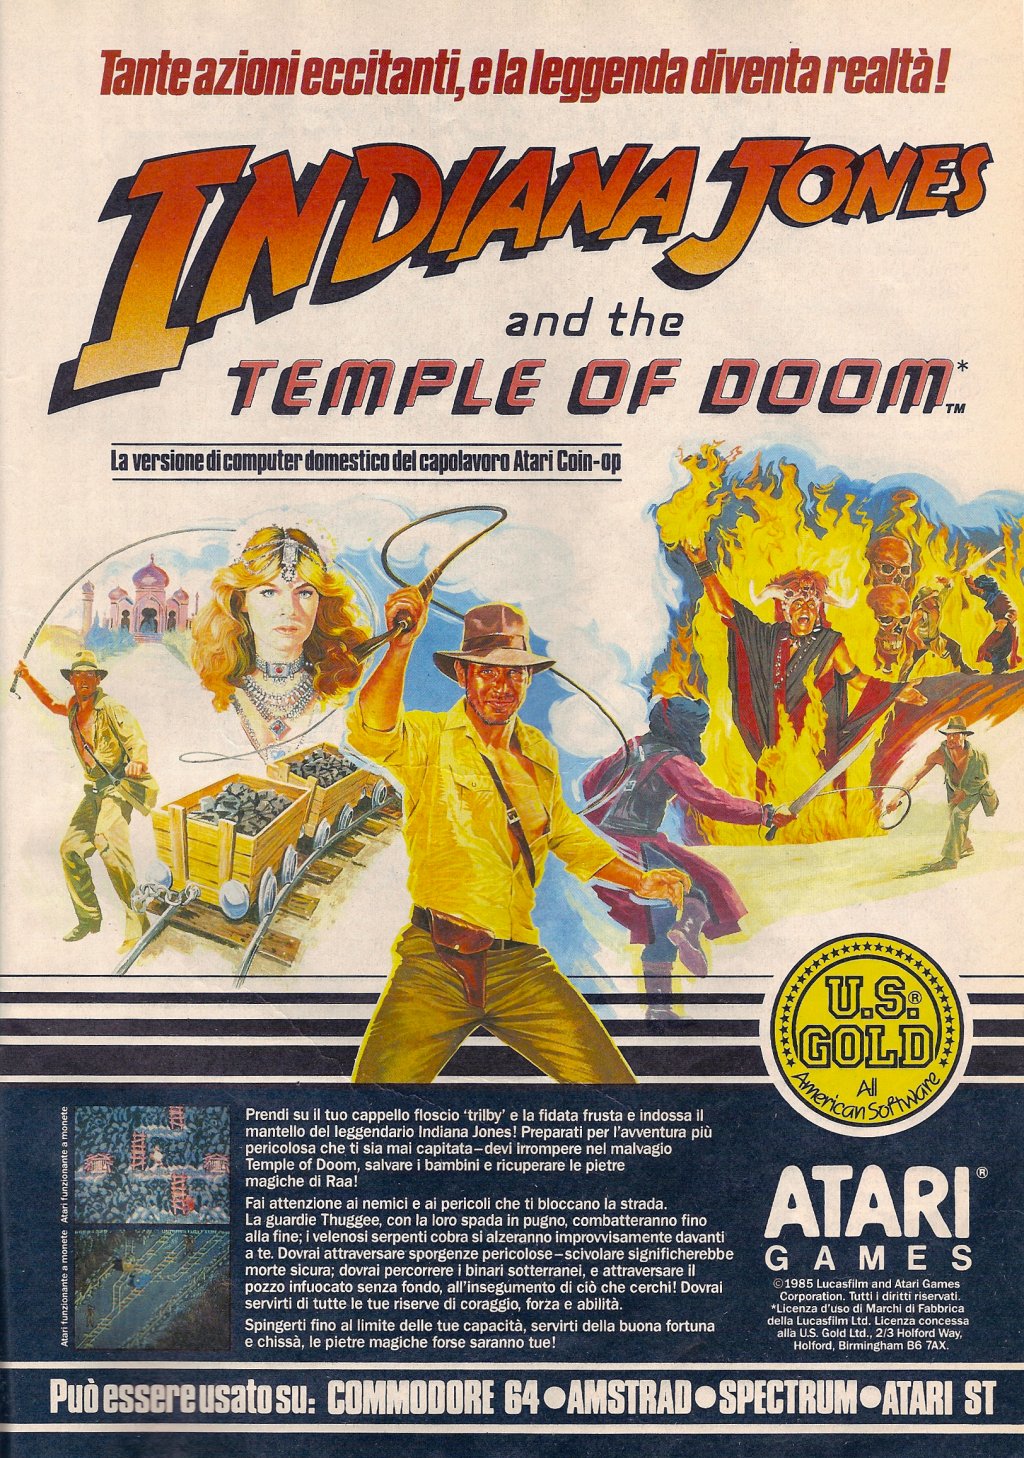 Tante azioni eccitanti, e la leggenda diventa realtà!
INDIANA JONES
and the
TEMPLE OF DOOM*
TM
La versione di computer domestico del capolavoro Atari Coin-op
U.S.®
GOLD
All
American Software
Atari funzionante a monete
Atari funzionante a monete
Prendi su il tuo cappello floscio 'trilby' e la fidata frusta e indossa il
mantello del leggendario Indiana Jones! Preparati per l'avventura più
pericolosa che ti sia mai capitata–devi irrompere nel malvagio
Temple of Doom, salvare i bambini e ricuperare le pietre
magiche di Raa!
Fai attenzione ai nemici e ai pericoli che ti bloccano la strada.
La guardie Thuggee, con la loro spada in pugno, combatteranno fino
alla fine; i velenosi serpenti cobra si alzeranno improvvisamente davanti
a te. Dovrai attraversare sporgenze pericolose–scivolare significherebbe
morte sicura; dovrai percorrere i binari sotterranei, e attraversare il
pozzo infuocato senza fondo, all'insegumento di ciò che cerchi! Dovrai
servirti di tutte le tue riserve di coraggio, forza e abilità.
Spingerti fino al limite delle tue capacità, servirti della buona fortuna
e chissà, le pietre magiche forse saranno tue!
ATARI®
GAMES
©1985 Lucasfilm and Atari Games
Corporation. Tutti i diritti riservati.
*Licenza d'uso di Marchi di Fabbrica
della Lucasfilm Ltd. Licenza concessa
alla U.S. Gold Ltd., 2/3 Holford Way,
Holford, Birmingham B6 7AX.
Può essere usato su: COMMODORE 64●AMSTRAD●SPECTRUM●ATARI ST